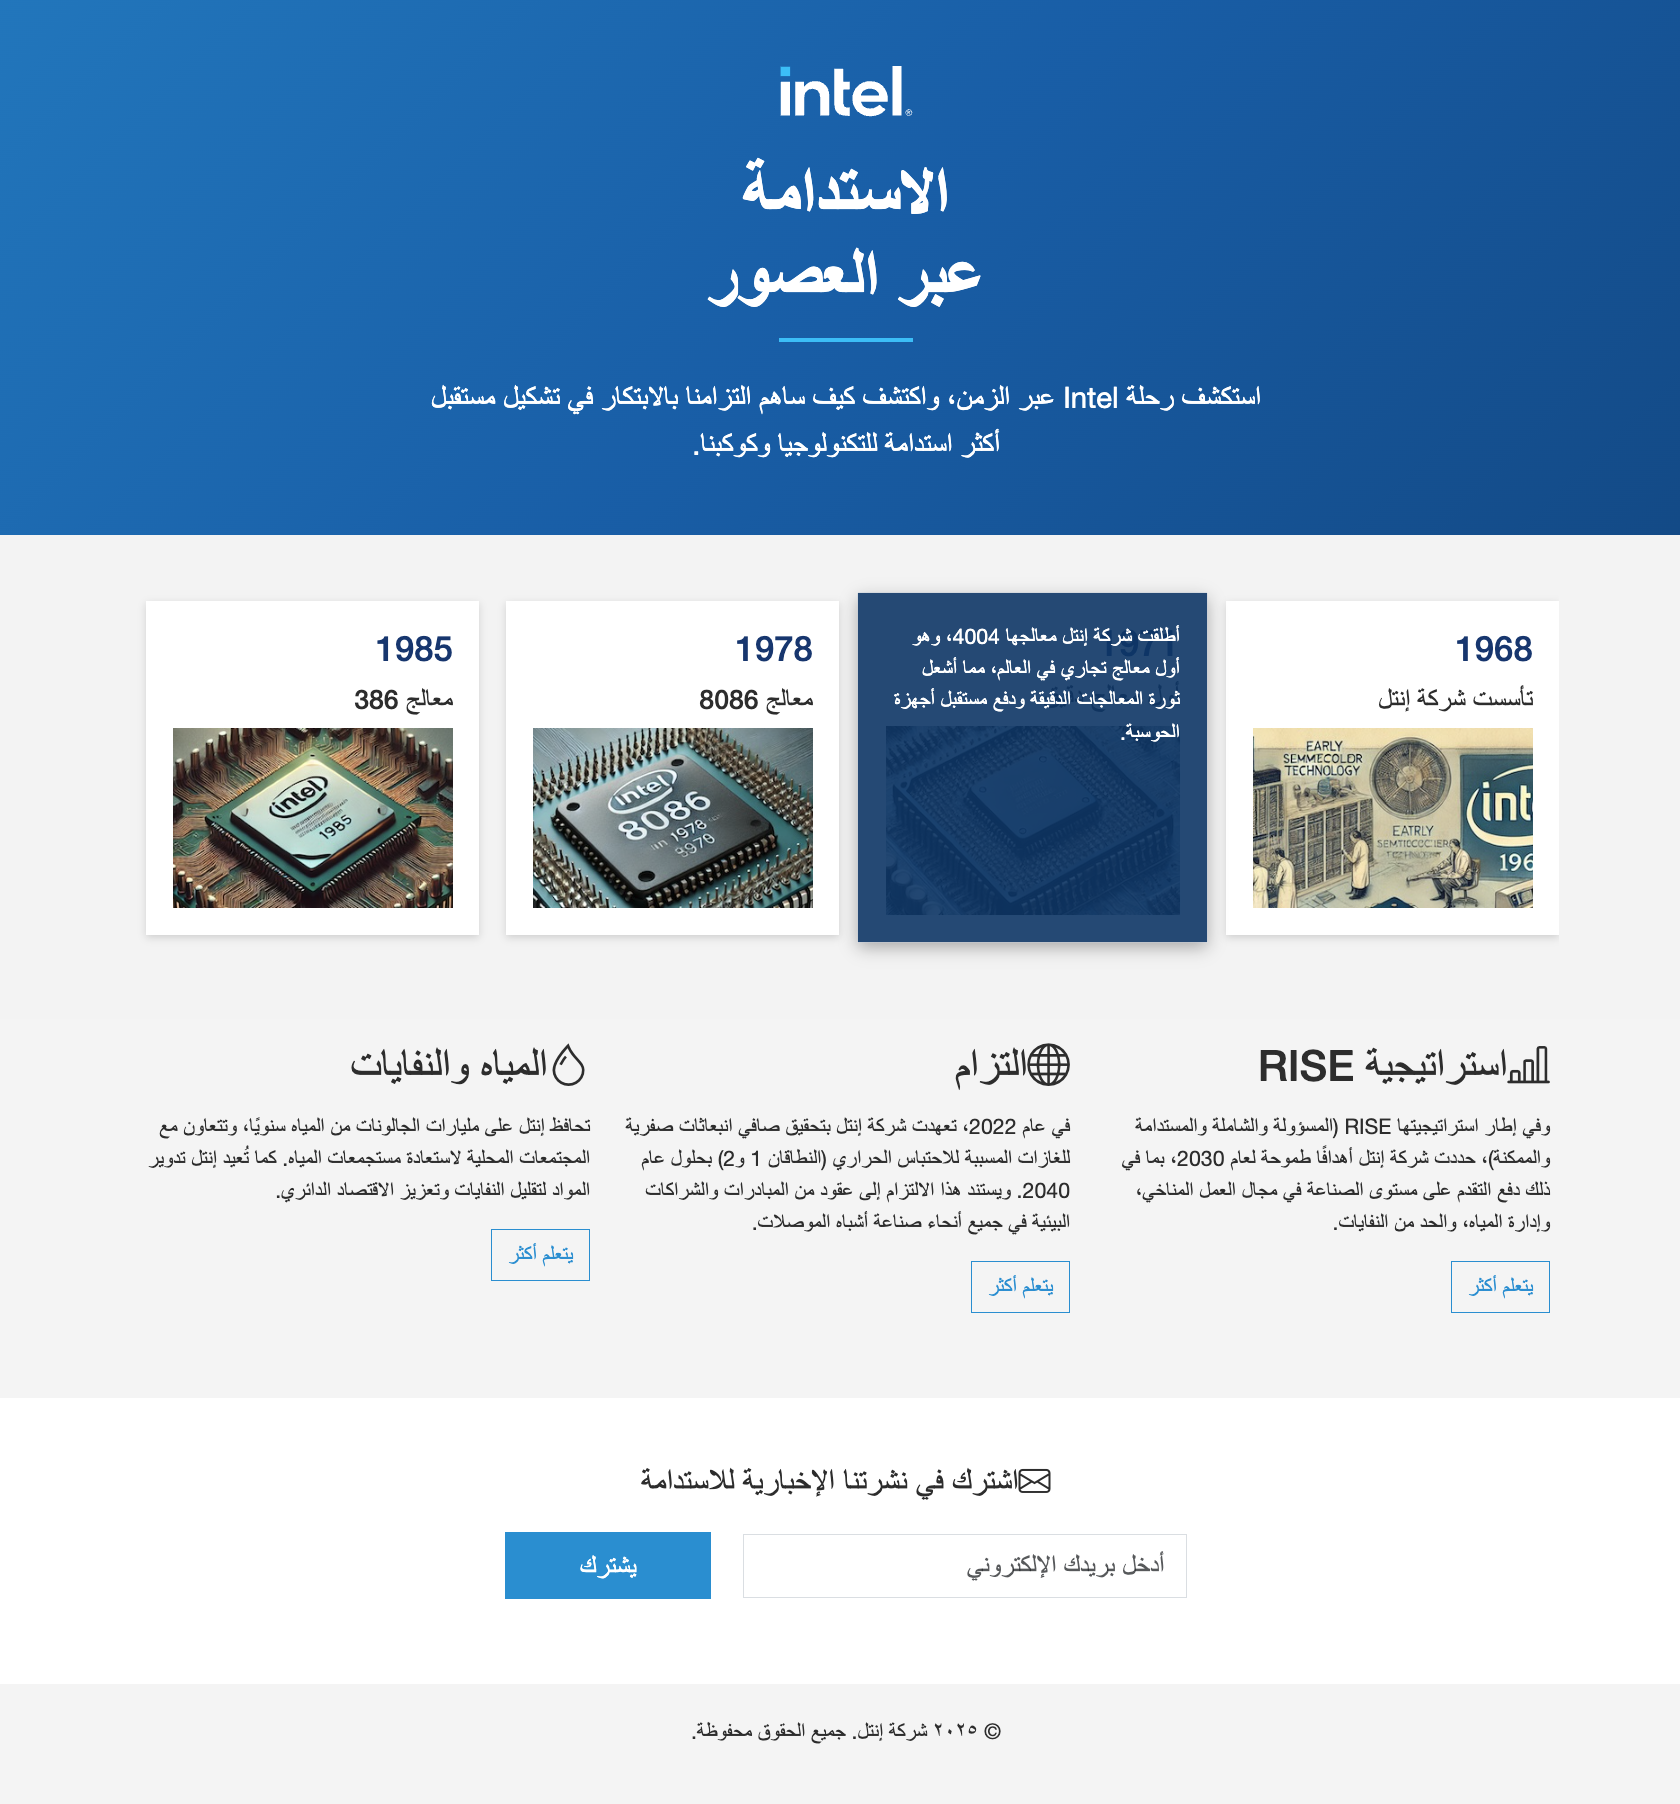 intel®
الاستدامة
عبر العصور
استكشف رحلة Intel عبر الزمن، واكتشف كيف ساهم التزامنا بالابتكار في تشكيل مستقبل
أكثر استدامة للتكنولوجيا وكوكبنا.
1968
تأسست شركة إنتل
EARLY
SEMMECOLDR
TECHNOLOGY
EATRLY
int
196
1971
أطلقت شركة إنتل معالجها 4004، وهو
أول معالج تجاري في العالم، مما أشعل
ثورة المعالجات الدقيقة ودفع مستقبل أجهزة
الحوسبة.
1978
معالج 8086
intel
8086
1978
1985
معالج 386
intel
1985
استراتيجية RISE
وفي إطار استراتيجيتها RISE (المسؤولة والشاملة والمستدامة
والممكنة)، حددت شركة إنتل أهدافًا طموحة لعام 2030، بما في
ذلك دفع التقدم على مستوى الصناعة في مجال العمل المناخي،
وإدارة المياه، والحد من النفايات.
يتعلم أكثر
التزام
في عام 2022، تعهدت شركة إنتل بتحقيق صافي انبعاثات صفرية
للغازات المسببة للاحتباس الحراري (النطاقان 1 و2) بحلول عام
2040. ويستند هذا الالتزام إلى عقود من المبادرات والشراكات
البيئية في جميع أنحاء صناعة أشباه الموصلات.
يتعلم أكثر
المياه والنفايات
تحافظ إنتل على مليارات الجالونات من المياه سنويًا، وتتعاون مع
المجتمعات المحلية لاستعادة مستجمعات المياه. كما تُعيد إنتل تدوير
المواد لتقليل النفايات وتعزيز الاقتصاد الدائري.
يتعلم أكثر
اشترك في نشرتنا الإخبارية للاستدامة
أدخل بريدك الإلكتروني
يشترك
© ٢٠٢٥ شركة إنتل. جميع الحقوق محفوظة.